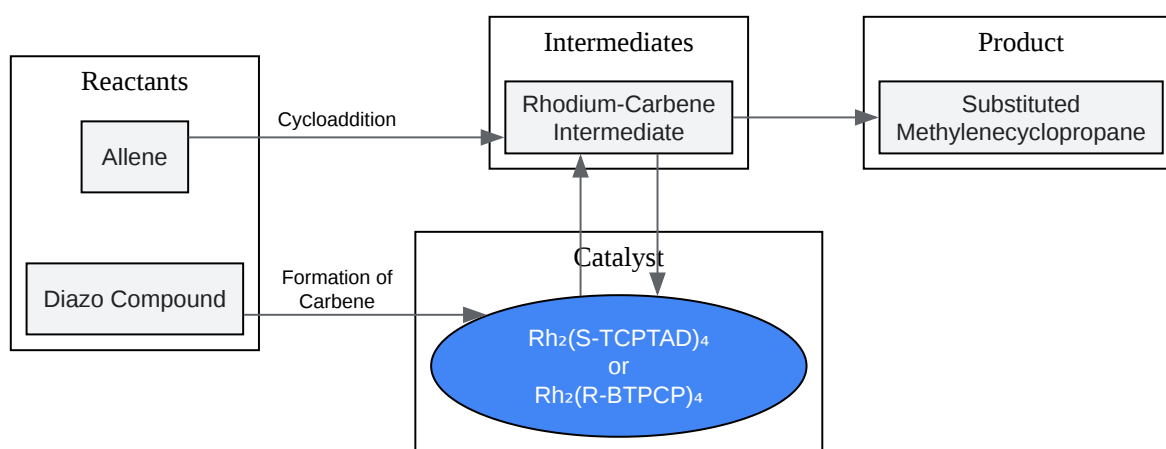 Reactants
Allene
Diazo Compound
Cycloaddition
Formation of
Carbene
Intermediates
Rhodium-Carbene
Intermediate
Catalyst
Rh₂(S-TCPTAD)₄
or
Rh₂(R-BTPCP)₄
Product
Substituted
Methylenecyclopropane